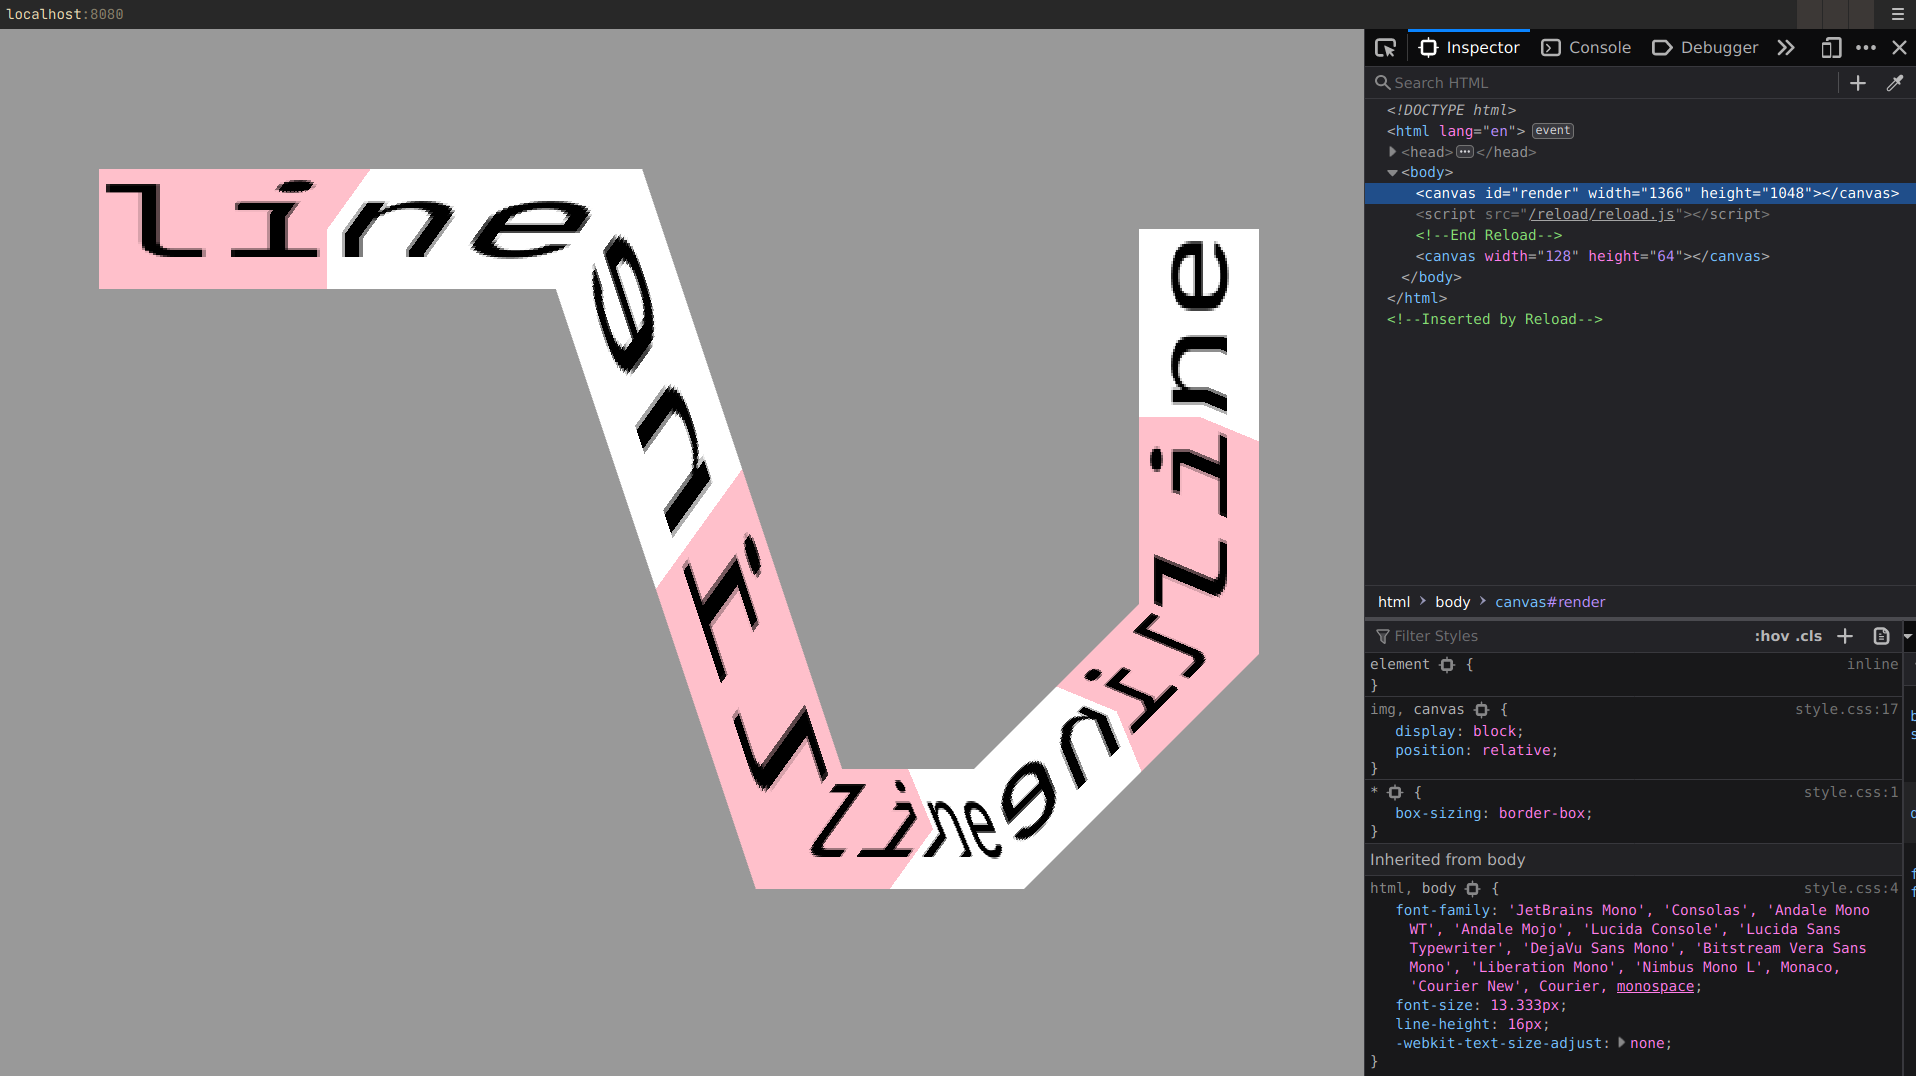 localhost:8080
line
line
line
line
line
Inspector
Console
Debugger
Search HTML
<!DOCTYPE html>
<html lang="en"> event
<head></head>
<body>
<canvas id="render" width="1366" height="1048"></canvas>
<script src="/reload/reload.js"></script>
<!--End Reload-->
<canvas width="128" height="64"></canvas>
</body>
</html>
<!--Inserted by Reload-->
html > body > canvas#render
Filter Styles
:hov .cls
element { inline
}
img, canvas { style.css:17
display: block;
position: relative;
}
* { style.css:1
box-sizing: border-box;
}
Inherited from body
html, body { style.css:4
font-family: 'JetBrains Mono', 'Consolas', 'Andale Mono
WT', 'Andale Mojo', 'Lucida Console', 'Lucida Sans
Typewriter', 'DejaVu Sans Mono', 'Bitstream Vera Sans
Mono', 'Liberation Mono', 'Nimbus Mono L', Monaco,
'Courier New', Courier, monospace;
font-size: 13.333px;
line-height: 16px;
-webkit-text-size-adjust: none;
}